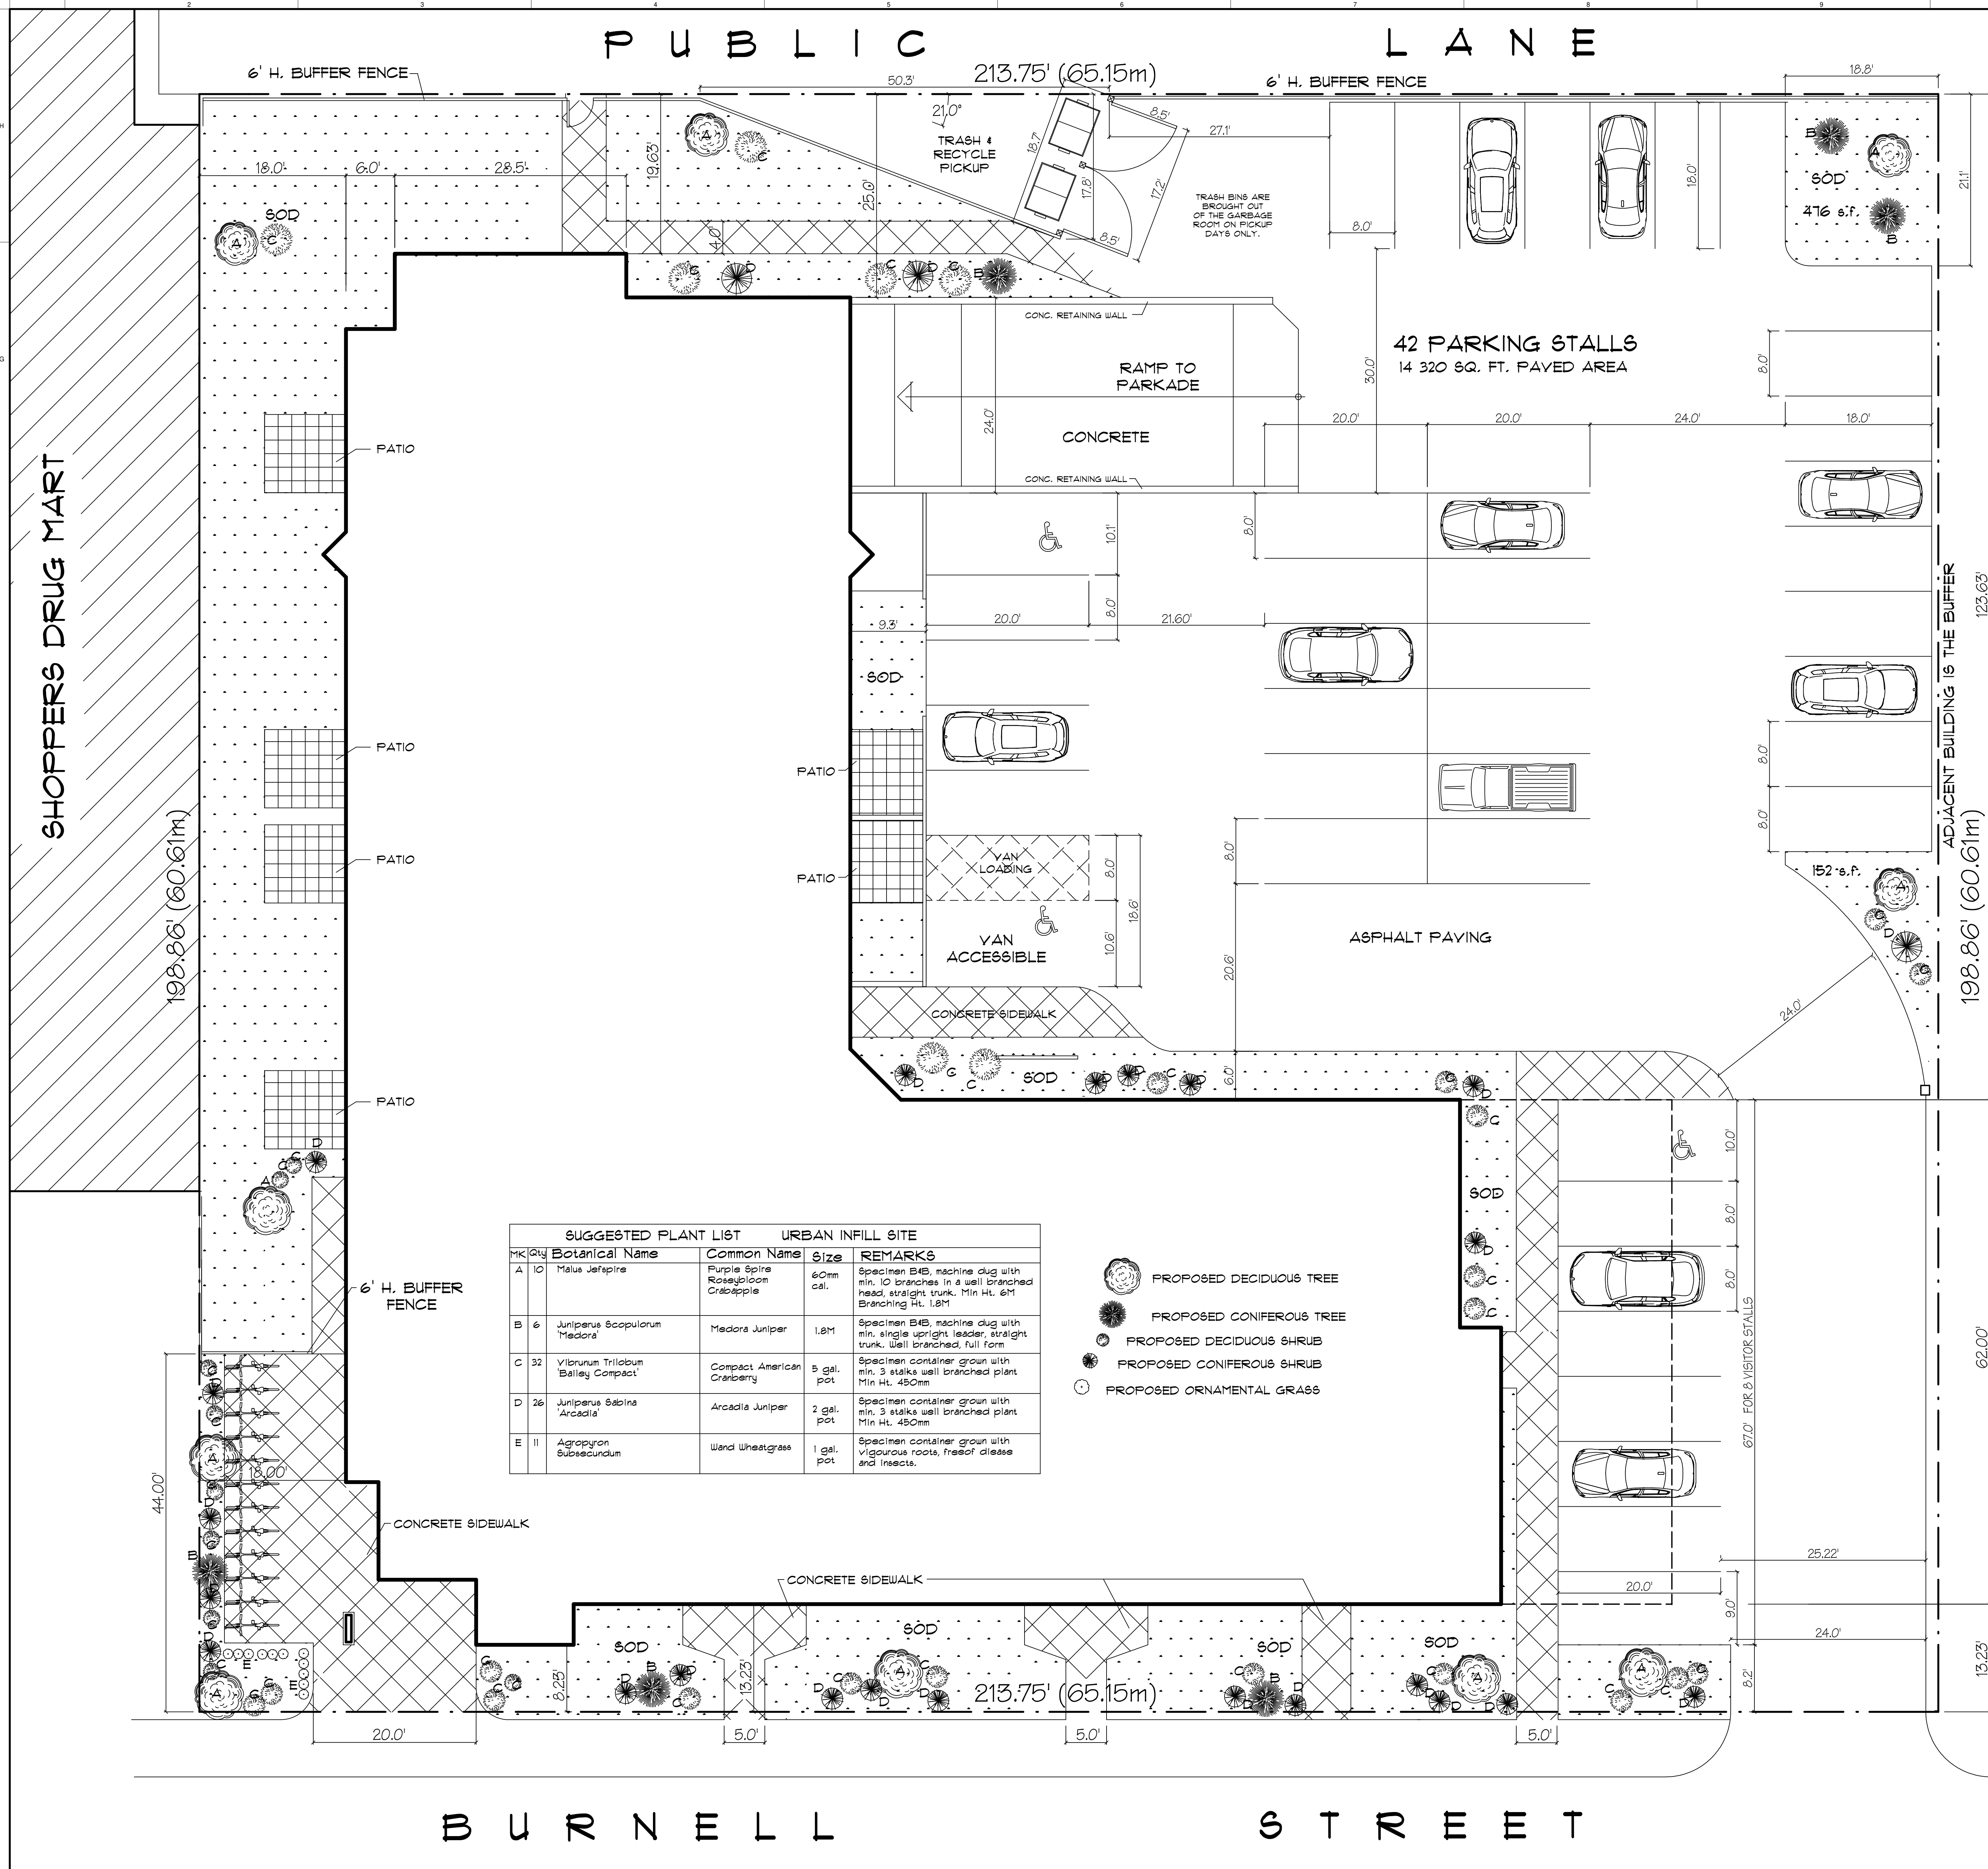 2 3 4 5 6 7 8 9
H
G
PUBLIC LANE
213.75' (65.15m)
6' H. BUFFER FENCE
50.3'
6' H. BUFFER FENCE
18.8'
21.0°
TRASH &
RECYCLE
PICKUP
18.7'
8.5'
27.1'
17.8'
17.2'
8.5'
TRASH BINS ARE
BROUGHT OUT
OF THE GARBAGE
ROOM ON PICKUP
DAYS ONLY.
8.0'
18.0'
SOD
476 s.f.
21.1'
B
A
B
18.0'
6.0'
28.5'
19.63'
25.0'
4.0'
SOD
A
C
A
C
C
D
C
D
C
B
CONC. RETAINING WALL
RAMP TO
PARKADE
CONCRETE
24.0'
CONC. RETAINING WALL
42 PARKING STALLS
14 320 SQ. FT. PAVED AREA
30.0'
8.0'
20.0'
20.0'
24.0'
18.0'
SHOPPERS DRUG MART
198.86' (60.61m)
PATIO
PATIO
PATIO
PATIO
10.1'
8.0'
8.0'
9.3'
20.0'
21.60'
SOD
PATIO
PATIO
VAN
LOADING
8.0'
18.6'
10.6'
VAN
ACCESSIBLE
8.0'
20.6'
ASPHALT PAVING
8.0'
8.0'
ADJACENT BUILDING IS THE BUFFER
123.63'
198.86' (60.61m)
152 s.f.
A
C
D
C
24.0'
CONCRETE SIDEWALK
D
C
C
SOD
D
D
C
D
6.0'
C
D
C
SOD
D
C
C
10.0'
8.0'
8.0'
67.0' FOR 8 VISITOR STALLS
62.00'
D
C
C
A
6' H. BUFFER
FENCE
SUGGESTED PLANT LIST URBAN INFILL SITE
MK Qty Botanical Name Common Name Size REMARKS
A 10 Malus Jefspire Purple Spire
Roseybloom
Crabapple
60mm
cal.
Specimen B&B, machine dug with
min. 10 branches in a well branched
head, straight trunk. Min Ht. 6M
Branching Ht. 1.8M
B 6 Juniperus Scopulorum
'Medora'
Medora Juniper
1.8M
Specimen B&B, machine dug with
min. single upright leader, straight
trunk. Well branched, full form
C 32 Vibrunum Trilobum
'Bailey Compact'
Compact American
Cranberry
5 gal.
pot
Specimen container grown with
min. 3 stalks well branched plant
Min Ht. 450mm
D 26 Juniperus Sabina
'Arcadia'
Arcadia Juniper
2 gal.
pot
Specimen container grown with
min. 3 stalks well branched plant
Min Ht. 450mm
E 11 Agropyron
Subsecundum
Wand Wheatgrass
1 gal.
pot
Specimen container grown with
vigourous roots, freeof diease
and insects.
PROPOSED DECIDUOUS TREE
PROPOSED CONIFEROUS TREE
PROPOSED DECIDUOUS SHRUB
PROPOSED CONIFEROUS SHRUB
PROPOSED ORNAMENTAL GRASS
44.00'
18.00'
A
D
B
D
C
E
E
A
C
C
CONCRETE SIDEWALK
CONCRETE SIDEWALK
25.22'
20.0'
9.0'
24.0'
8.2'
13.23'
C
C
C
8.25'
SOD
D
B
D
C
13.23'
SOD
D
C
D
A
C
D
213.75' (65.15m)
SOD
C
D
B
D
SOD
C
D
C
D
A
D
A
C
C
C
D
20.0'
5.0'
5.0'
5.0'
BURNELL STREET